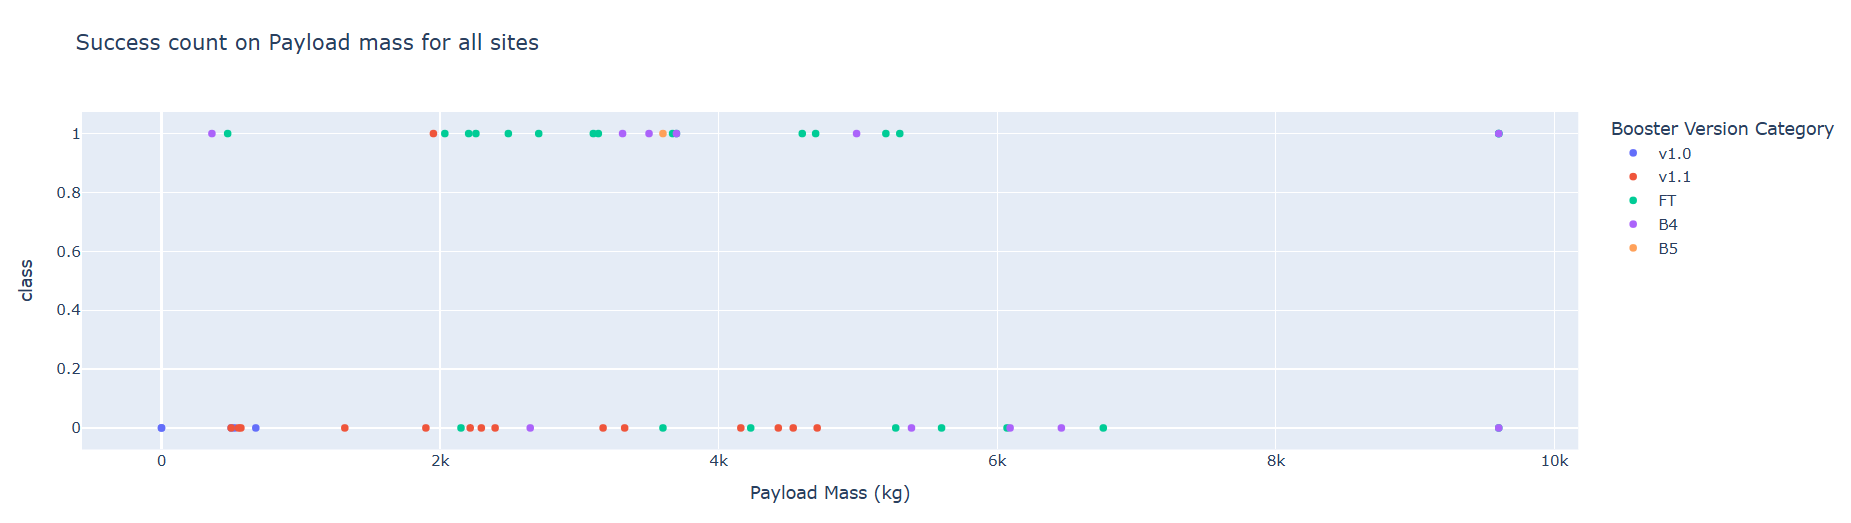 Success count on Payload mass for all sites
Booster Version Category
v1.0
v1.1
FT
B4
B5
class
1
0.8
0.6
0.4
0.2
0
0 2k 4k 6k 8k 10k
Payload Mass (kg)